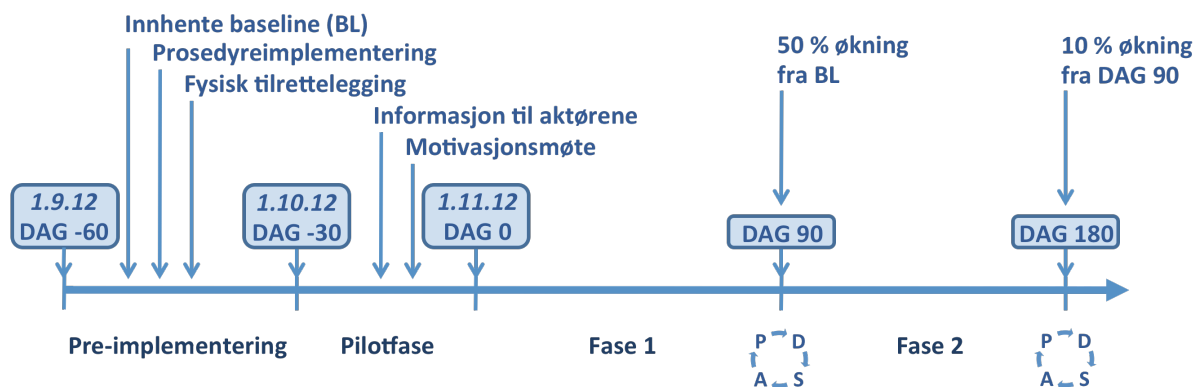 Innhente baseline (BL)
Prosedyreimplementering
Fysisk tilrettelegging
Informasjon til aktørene
Motivasjonsmøte
50 % økning
fra BL
10 % økning
fra DAG 90
1.9.12
DAG -60
1.10.12
DAG -30
1.11.12
DAG 0
DAG 90
DAG 180
Pre-implementering
Pilotfase
Fase 1
P D
A S
Fase 2
P D
A S